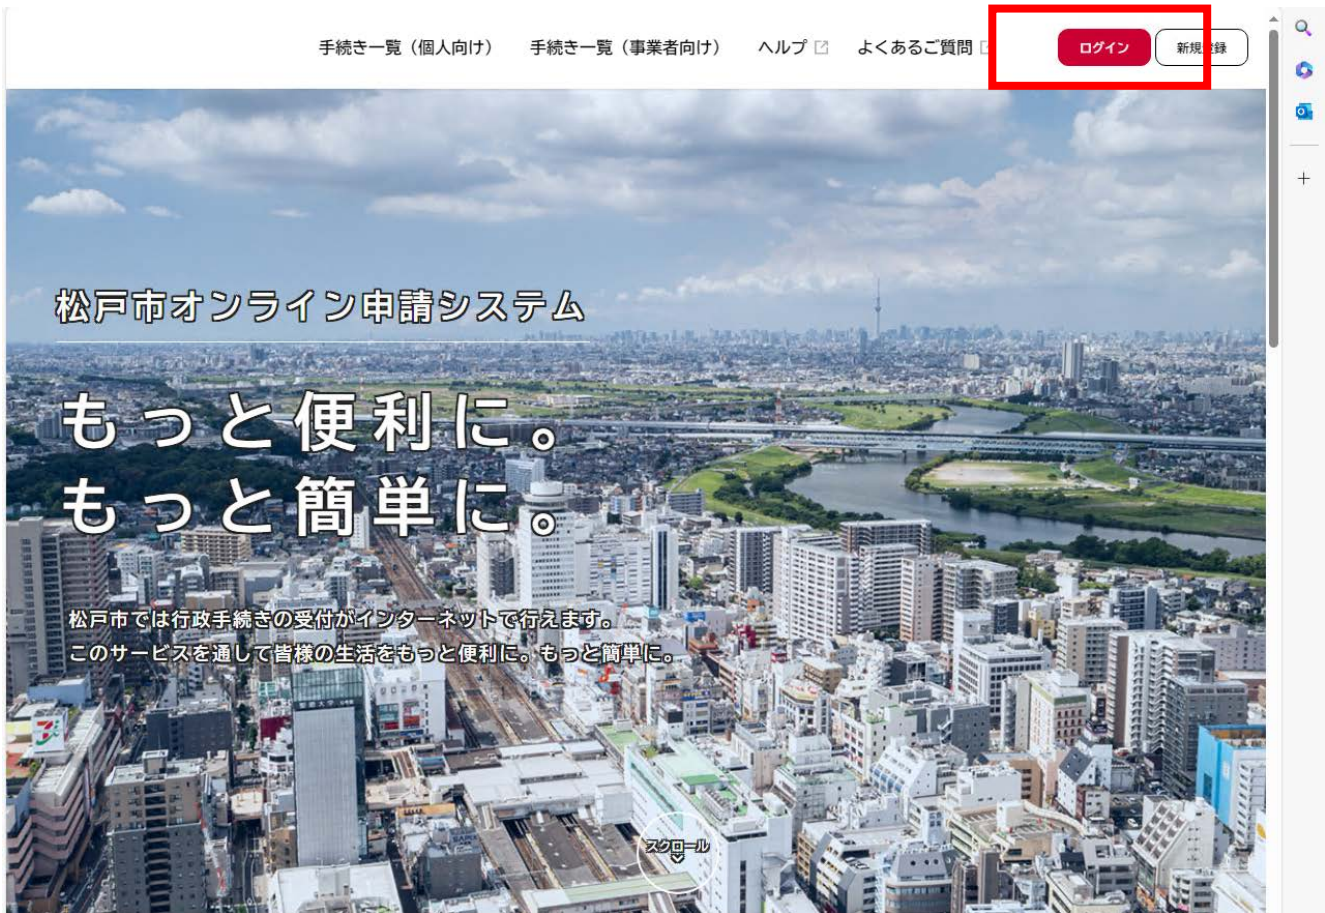 手続き一覧（個人向け） 手続き一覧（事業者向け） ヘルプ よくあるご質問 ログイン 新規登録
松戸市オンライン申請システム
もっと便利に。
もっと簡単に。
松戸市では行政手続きの受付がインターネットで行えます。
このサービスを通して皆様の生活をもっと便利に。もっと簡単に。
聖徳大学
スクロール